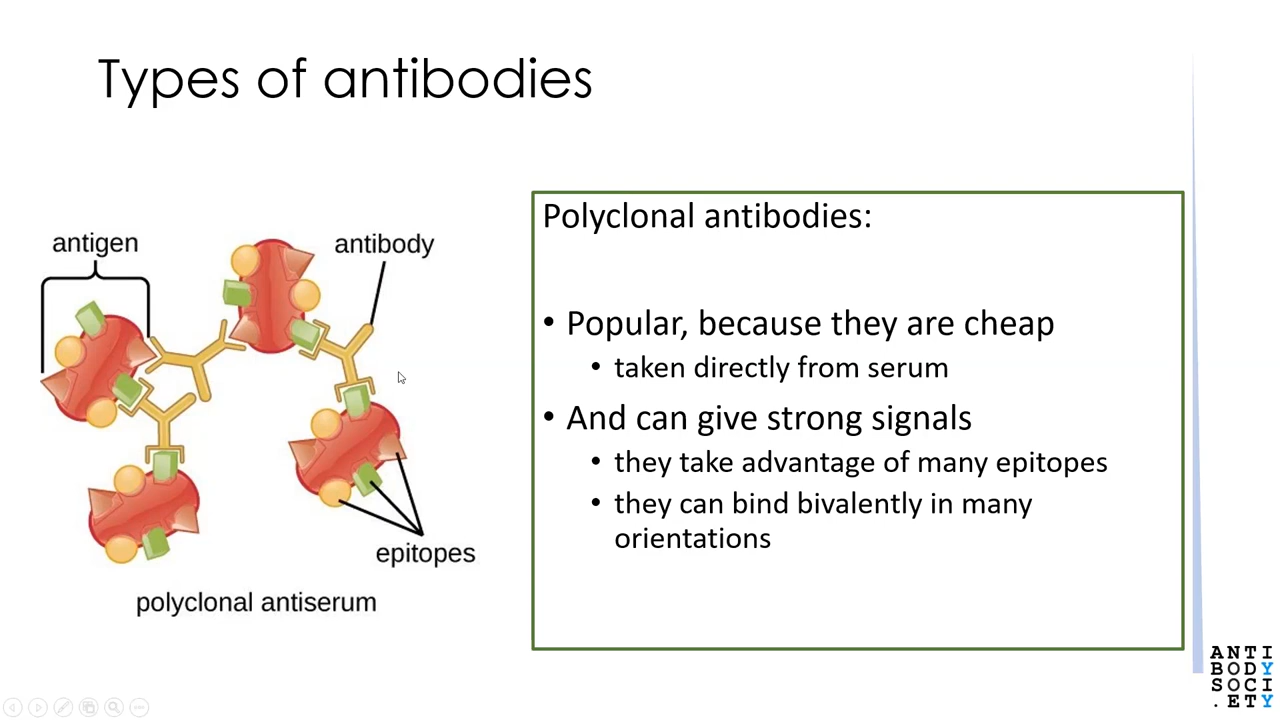 Types of antibodies
antigen
antibody
epitopes
polyclonal antiserum
Polyclonal antibodies:
• Popular, because they are cheap
• taken directly from serum
• And can give strong signals
• they take advantage of many epitopes
• they can bind bivalently in many
orientations
ANTI
BODY
SOCI
.ETY